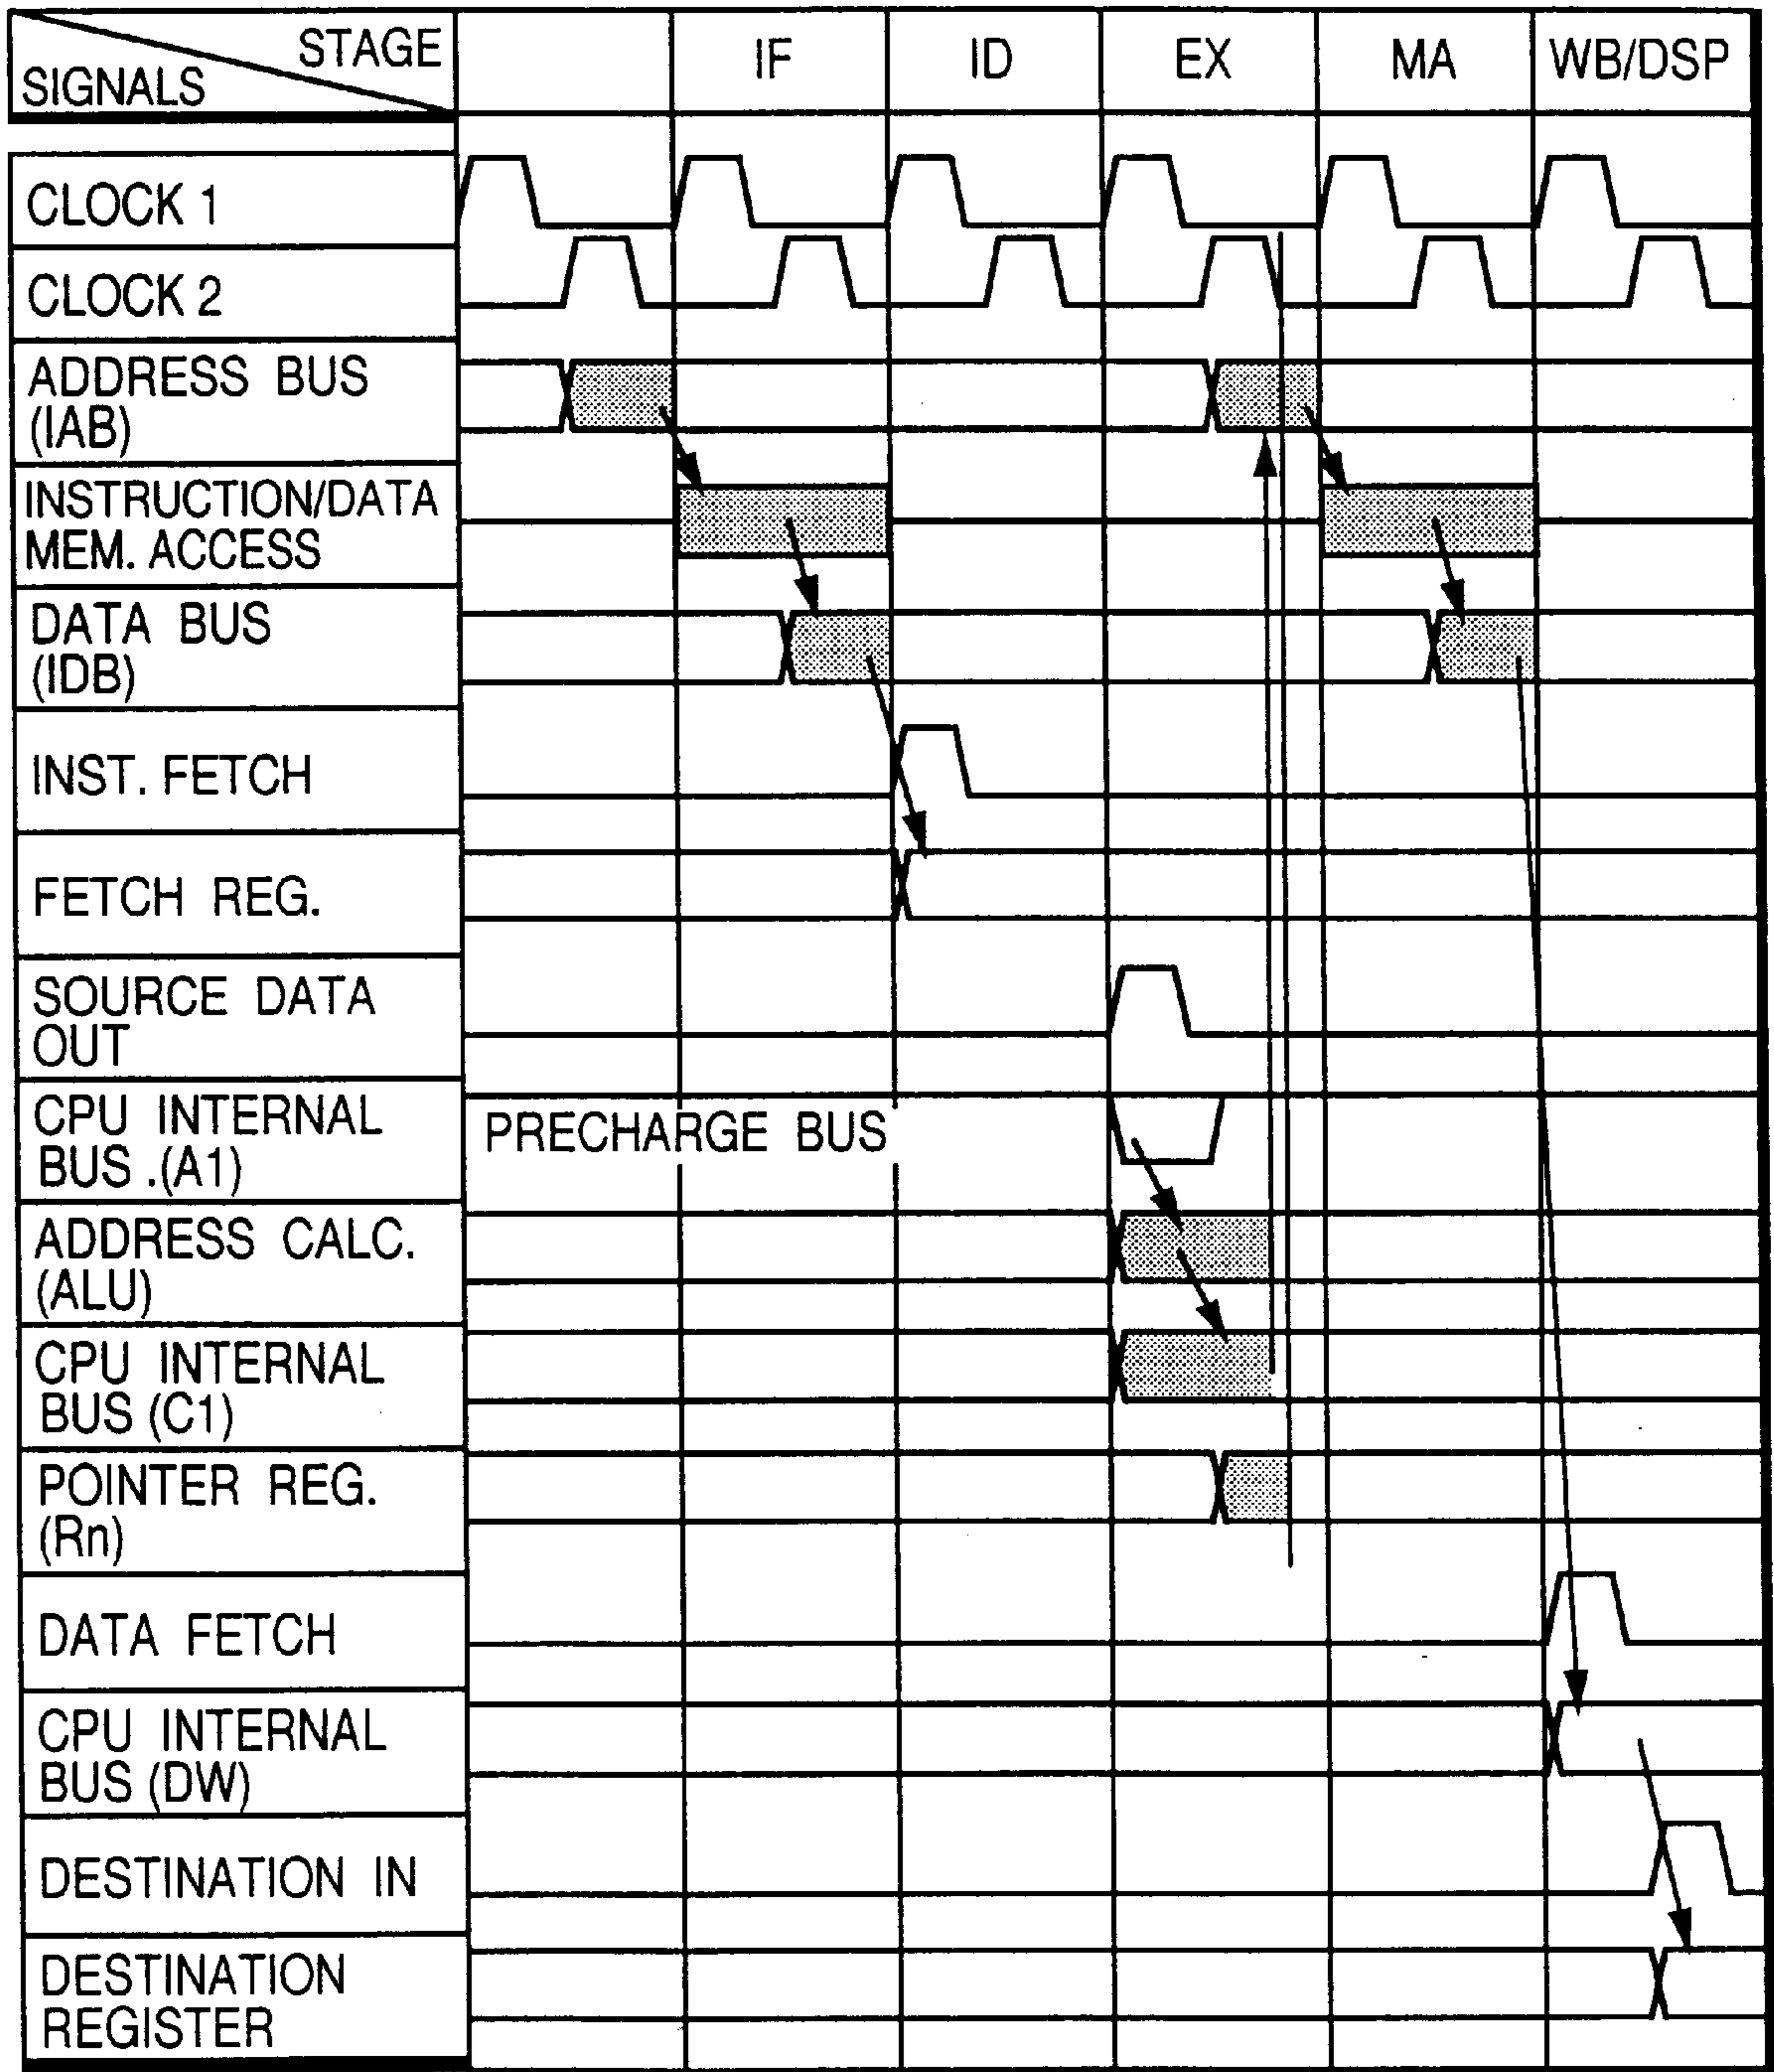 STAGE
SIGNALS
IF ID EX MA WB/DSP
CLOCK 1
CLOCK 2
ADDRESS BUS
(IAB)
INSTRUCTION/DATA
MEM. ACCESS
DATA BUS
(IDB)
INST. FETCH
FETCH REG.
SOURCE DATA
OUT
CPU INTERNAL
BUS .(A1)
PRECHARGE BUS
ADDRESS CALC.
(ALU)
CPU INTERNAL
BUS (C1)
POINTER REG.
(Rn)
DATA FETCH
CPU INTERNAL
BUS (DW)
DESTINATION IN
DESTINATION
REGISTER